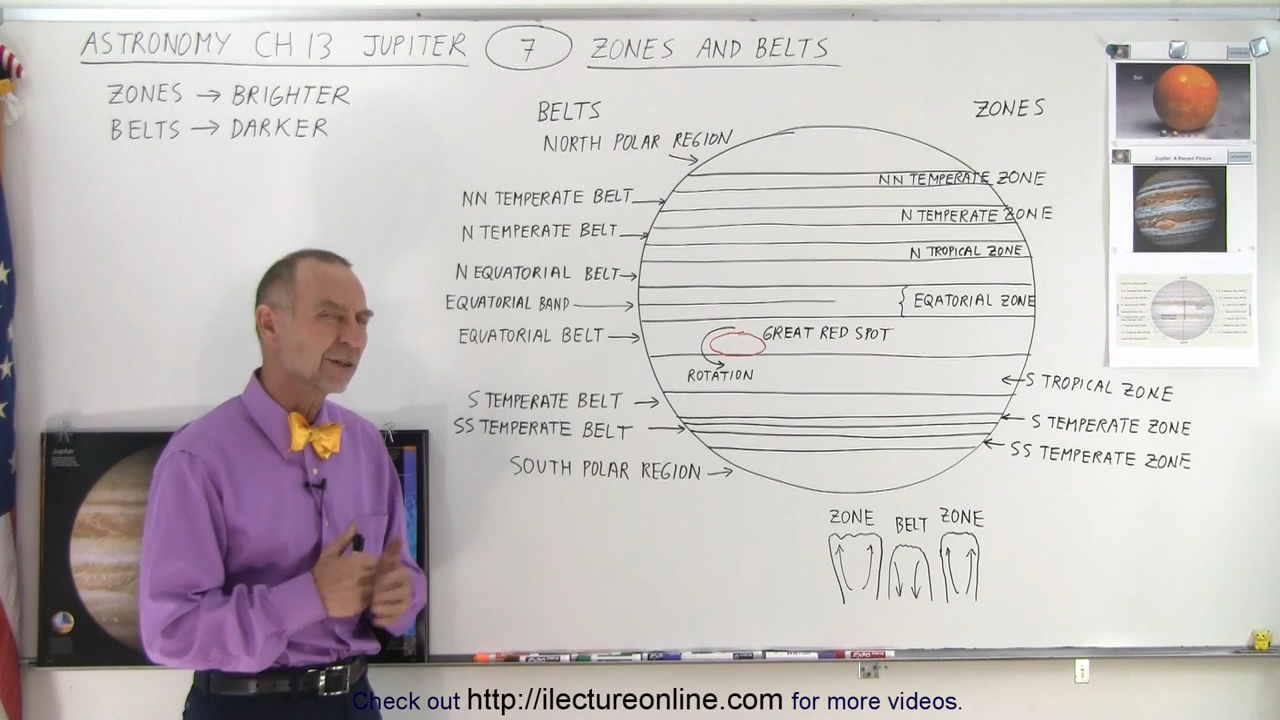 ASTRONOMY CH 13 JUPITER 7 ZONES AND BELTS
ZONES → BRIGHTER
BELTS → DARKER
BELTS
ZONES
NORTH POLAR REGION
NN TEMPERATE ZONE
NN TEMPERATE BELT
N TEMPERATE ZONE
N TEMPERATE BELT
N TROPICAL ZONE
N EQUATORIAL BELT
EQUATORIAL BAND
EQATORIAL ZONE
EQUATORIAL BELT
GREAT RED SPOT
ROTATION
S TROPICAL ZONE
S TEMPERATE BELT
S TEMPERATE ZONE
SS TEMPERATE BELT
SS TEMPERATE ZONE
SOUTH POLAR REGION
ZONE BELT ZONE
Sun
Jupiter: A Recent Picture
Jupiter
Check out http://ilectureonline.com for more videos.